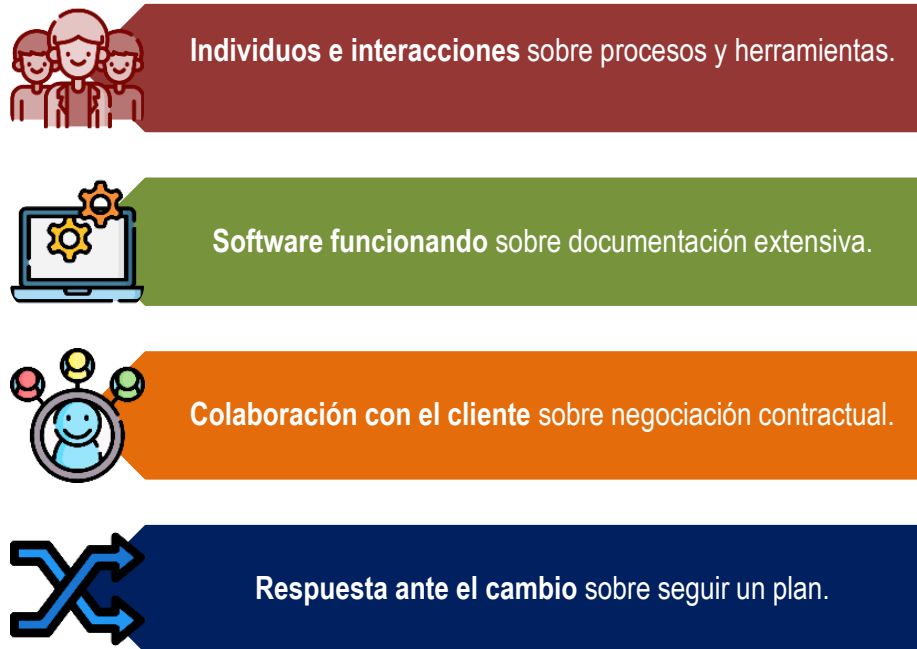 Individuos e interacciones sobre procesos y herramientas.
Software funcionando sobre documentación extensiva.
Colaboración con el cliente sobre negociación contractual.
Respuesta ante el cambio sobre seguir un plan.